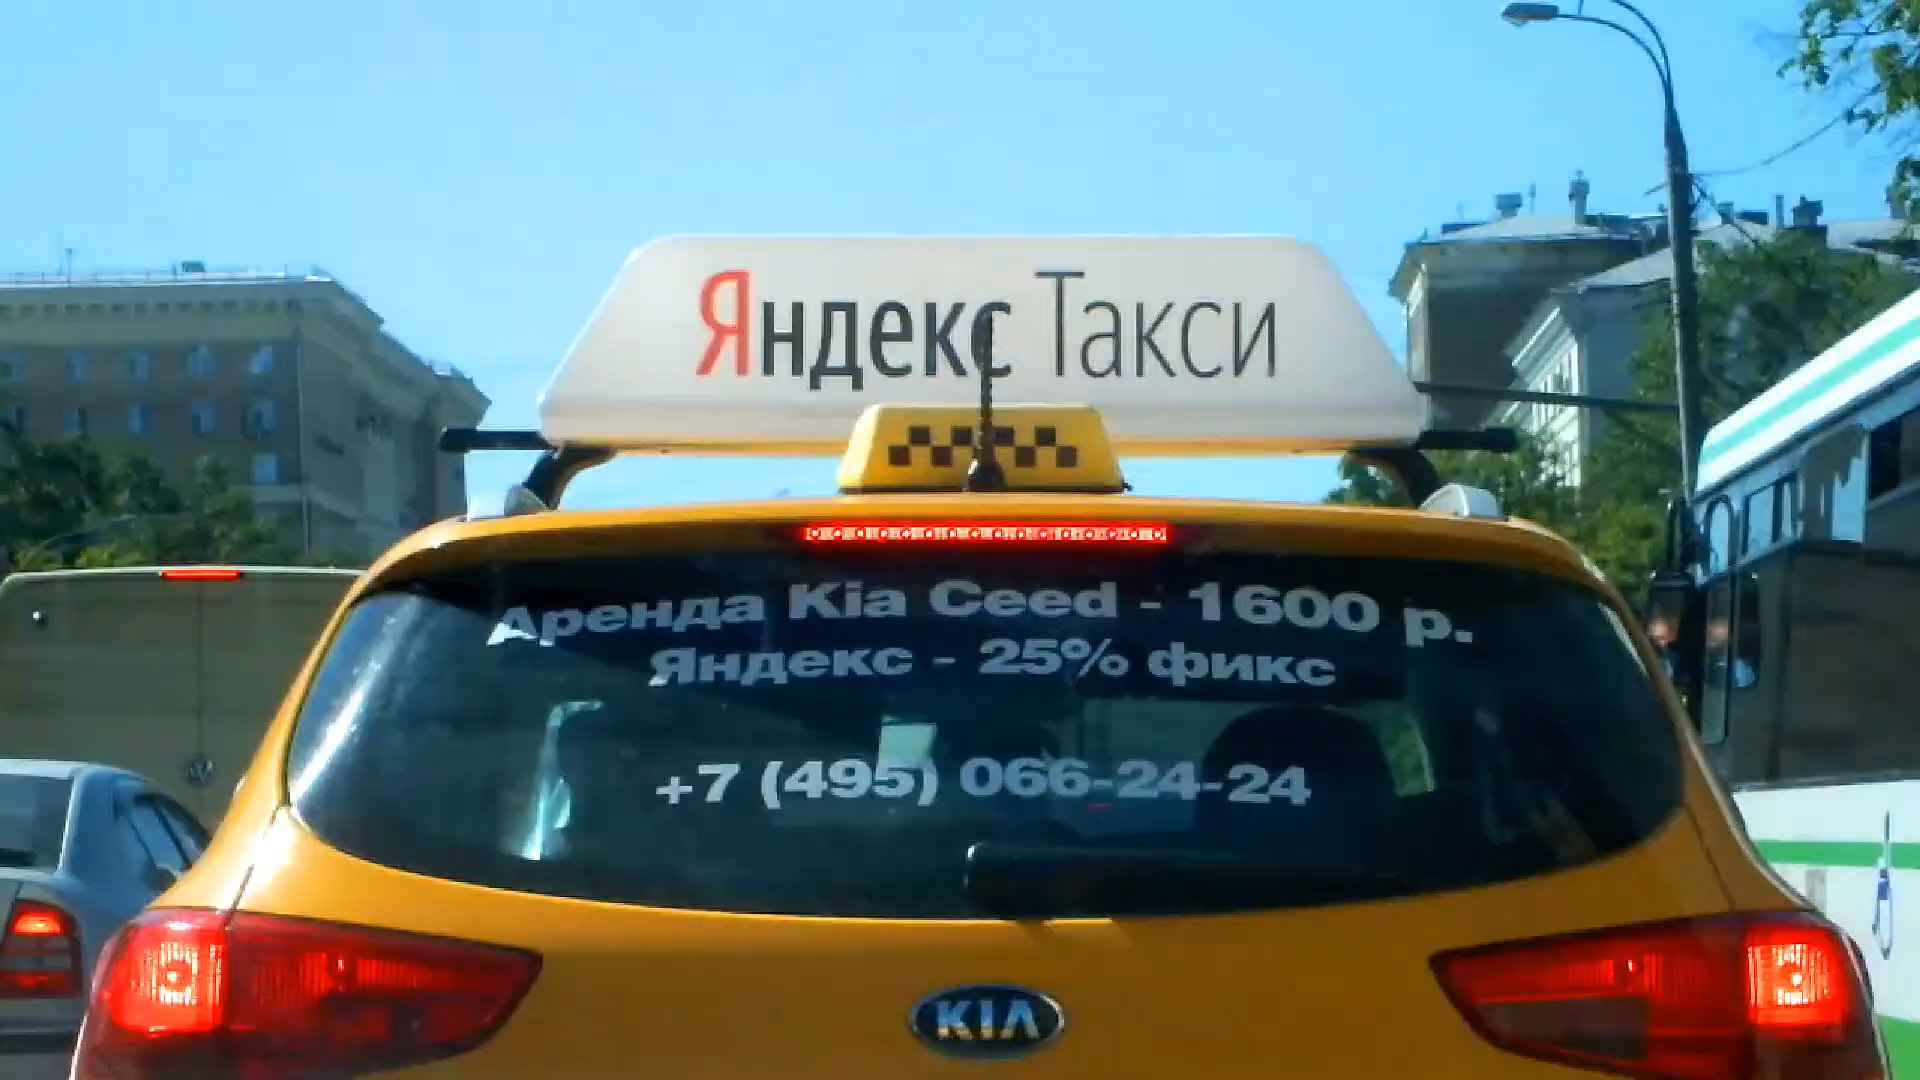 Яндекс Такси
Аренда Kia Ceed - 1600 р.
Яндекс - 25% фикс
+7 (495) 066-24-24
KIA